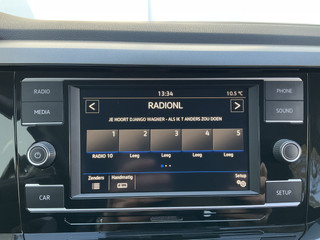 RADIO
MEDIA
CAR
PHONE
SOUND
SETUP
13:34
10.5 °C
RADIONL
JE HOORT DJANGO WAGNER - ALS IK T ANDERS ZOU DOEN
1 2 3 4 5
RADIO 10 Leeg Leeg Leeg Leeg
Zenders Handmatig Setup